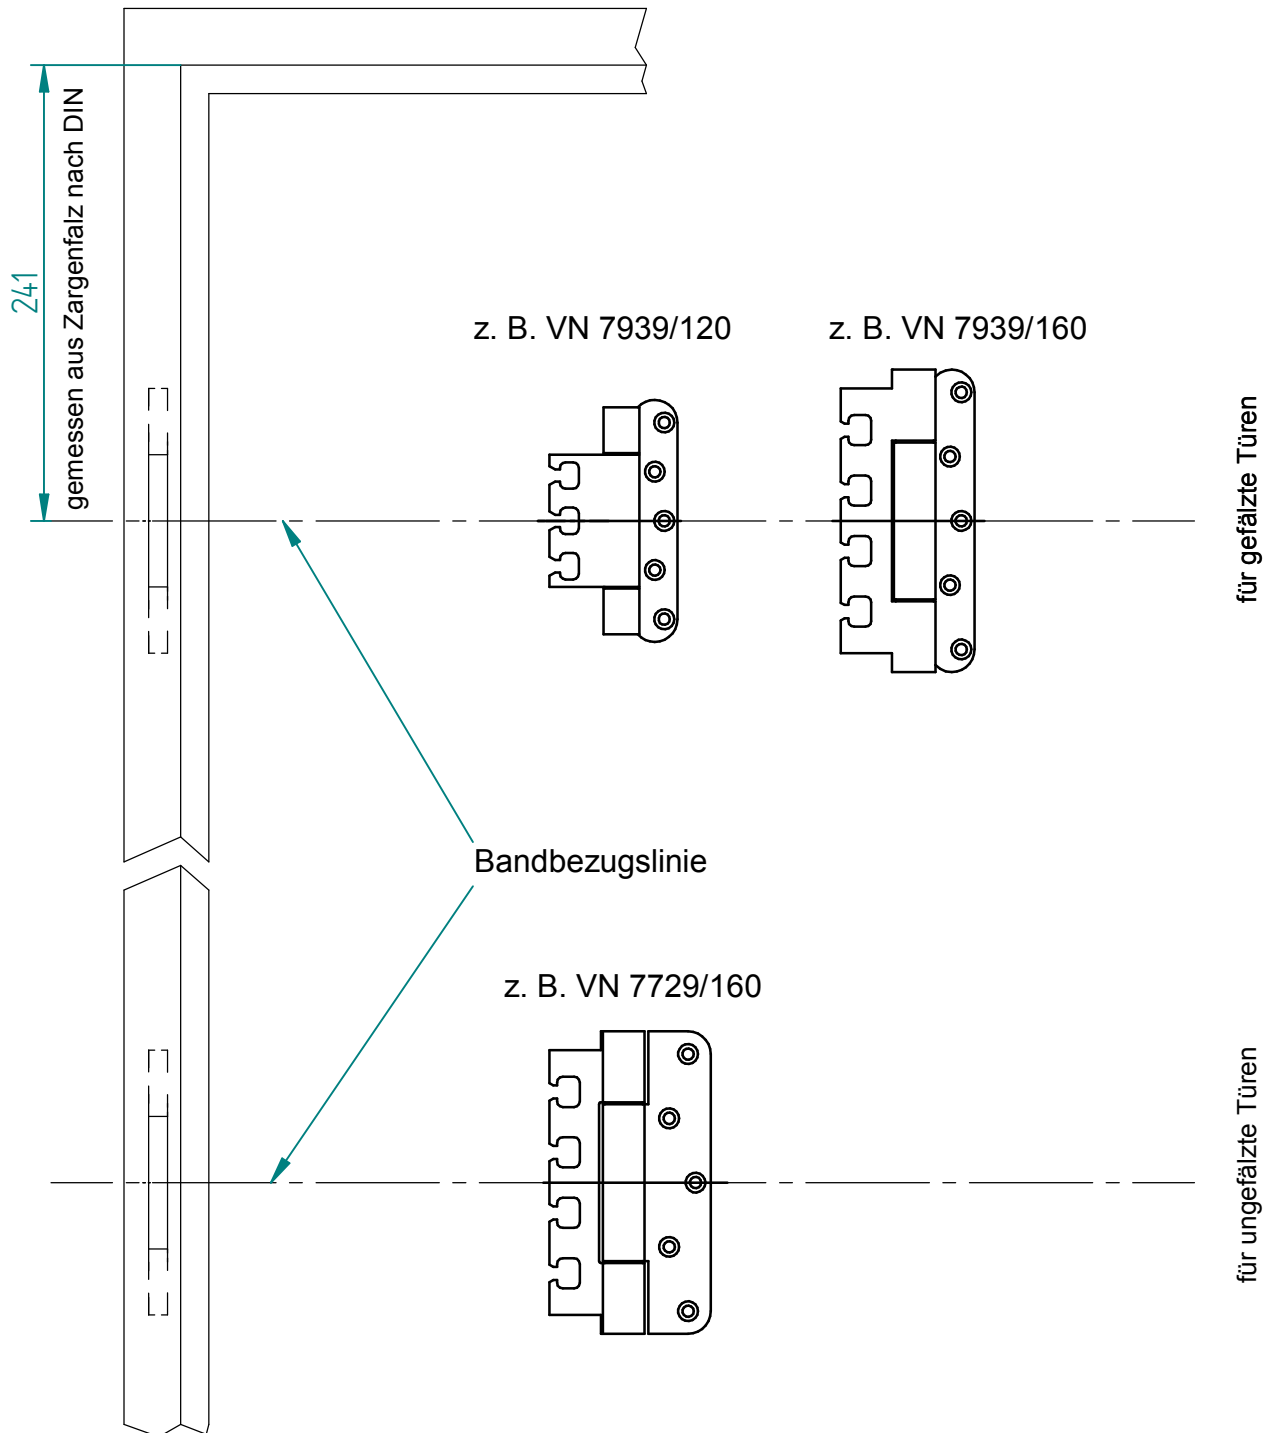 241
gemessen aus Zargenfalz nach DIN
z. B. VN 7939/120
z. B. VN 7939/160
für gefälzte Türen
Bandbezugslinie
z. B. VN 7729/160
für ungefälzte Türen